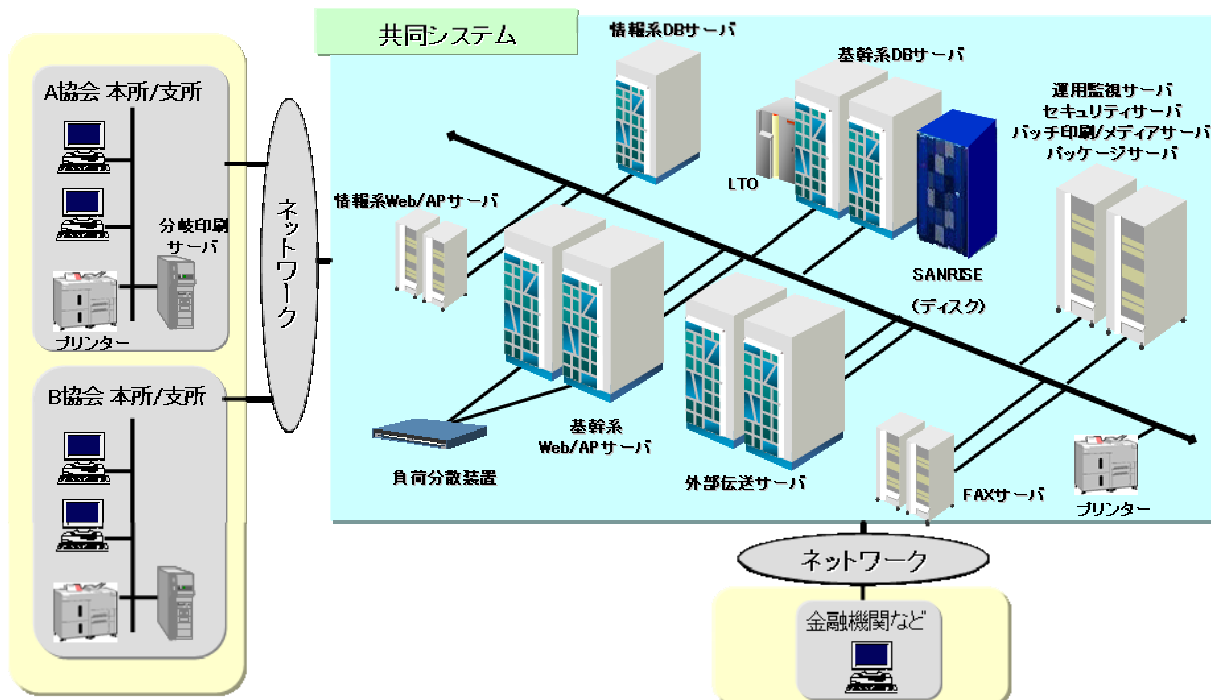 共同システム
A協会 本所/支所
分岐印刷
サーバ
プリンター
B協会 本所/支所
ネットワーク
情報系DBサーバ
基幹系DBサーバ
LTO
SANRISE
(ディスク)
運用監視サーバ
セキュリティサーバ
バッチ印刷/メディアサーバ
パッケージサーバ
情報系Web/APサーバ
基幹系
Web/APサーバ
負荷分散装置
外部伝送サーバ
FAXサーバ
プリンター
ネットワーク
金融機関など